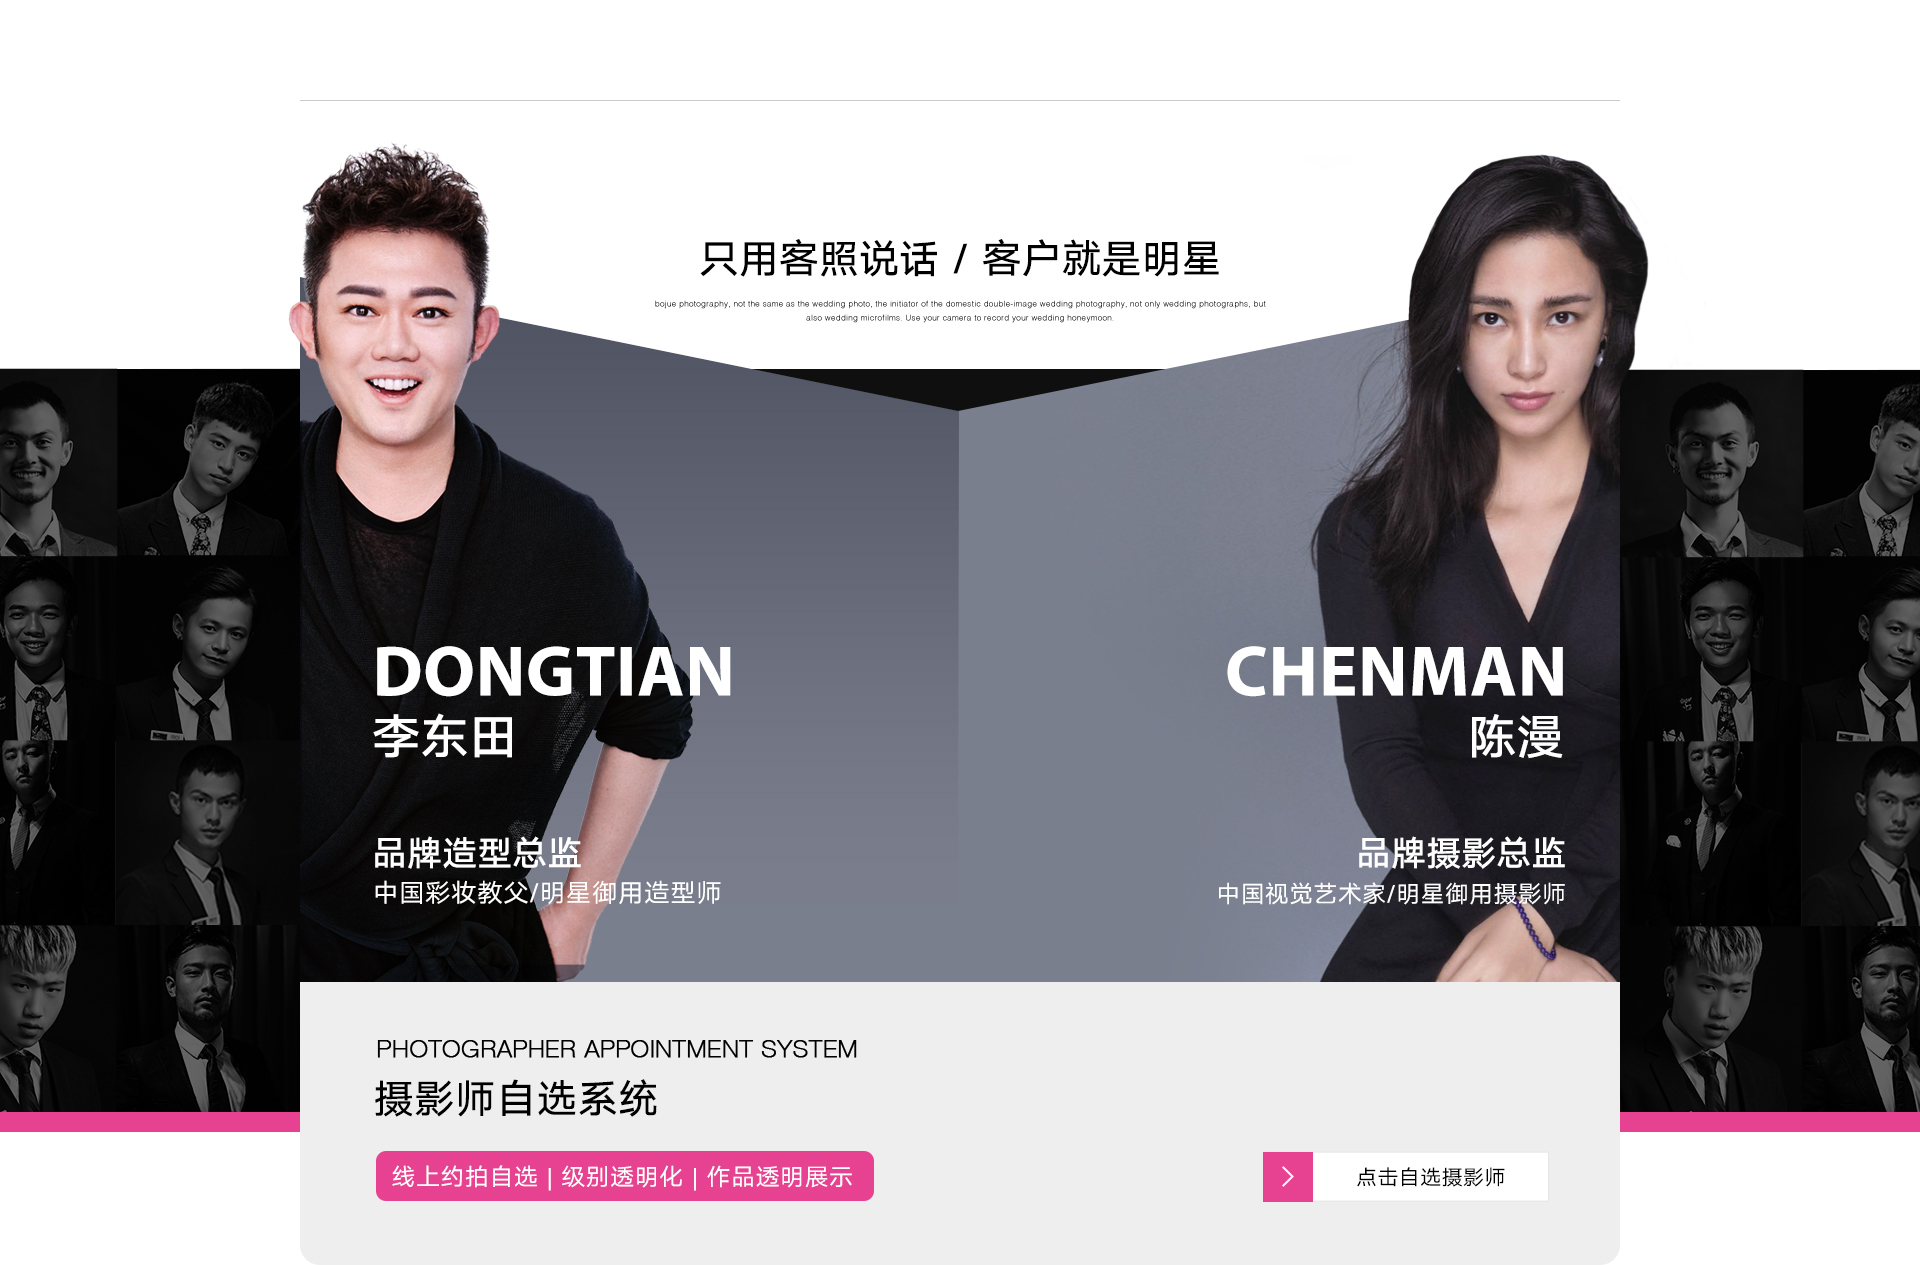 只用客照说话 / 客户就是明星
bojue photography, not the same as the wedding photo, the initiator of the domestic double-image wedding photography, not only wedding photographs, but
also wedding microfilms. Use your camera to record your wedding honeymoon.
DONGTIAN
李东田
品牌造型总监
中国彩妆教父/明星御用造型师
CHENMAN
陈漫
品牌摄影总监
中国视觉艺术家/明星御用摄影师
PHOTOGRAPHER APPOINTMENT SYSTEM
摄影师自选系统
线上约拍自选 | 级别透明化 | 作品透明展示
点击自选摄影师